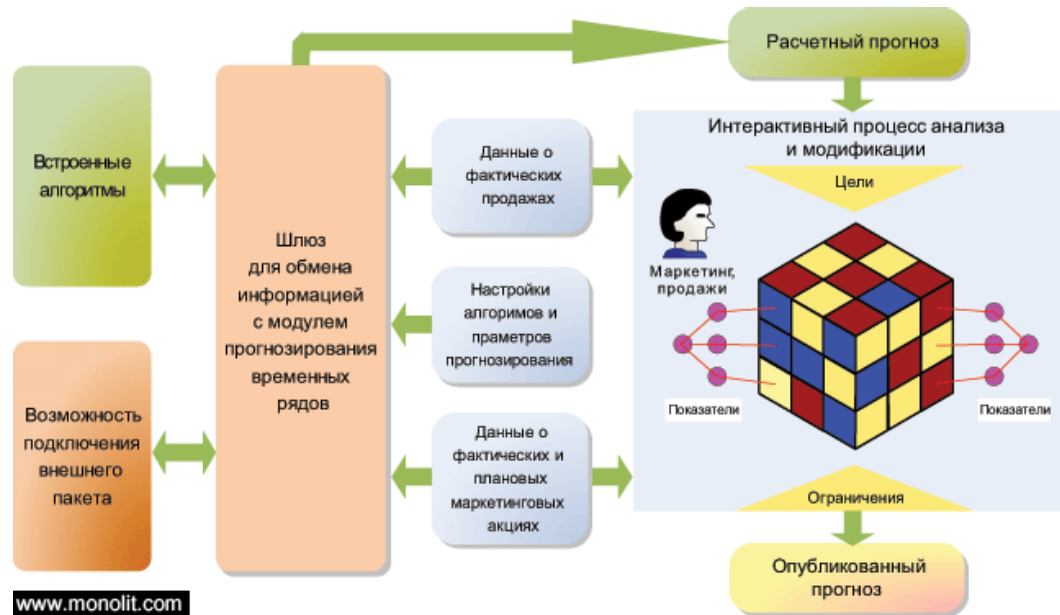 Расчетный прогноз
Встроенные
алгоритмы
Возможность
подключения
внешнего
пакета
Шлюз
для обмена
информацией
с модулем
прогнозирования
временных
рядов
Данные о
фактических
продажах
Настройки
алгоримов и
праметров
прогнозирования
Данные о
фактических и
плановых
маркетинговых
акциях
Интерактивный процесс анализа
и модификации
Цели
Маркетинг,
продажи
Показатели
Показатели
Ограничения
Опубликованный
прогноз
www.monolit.com